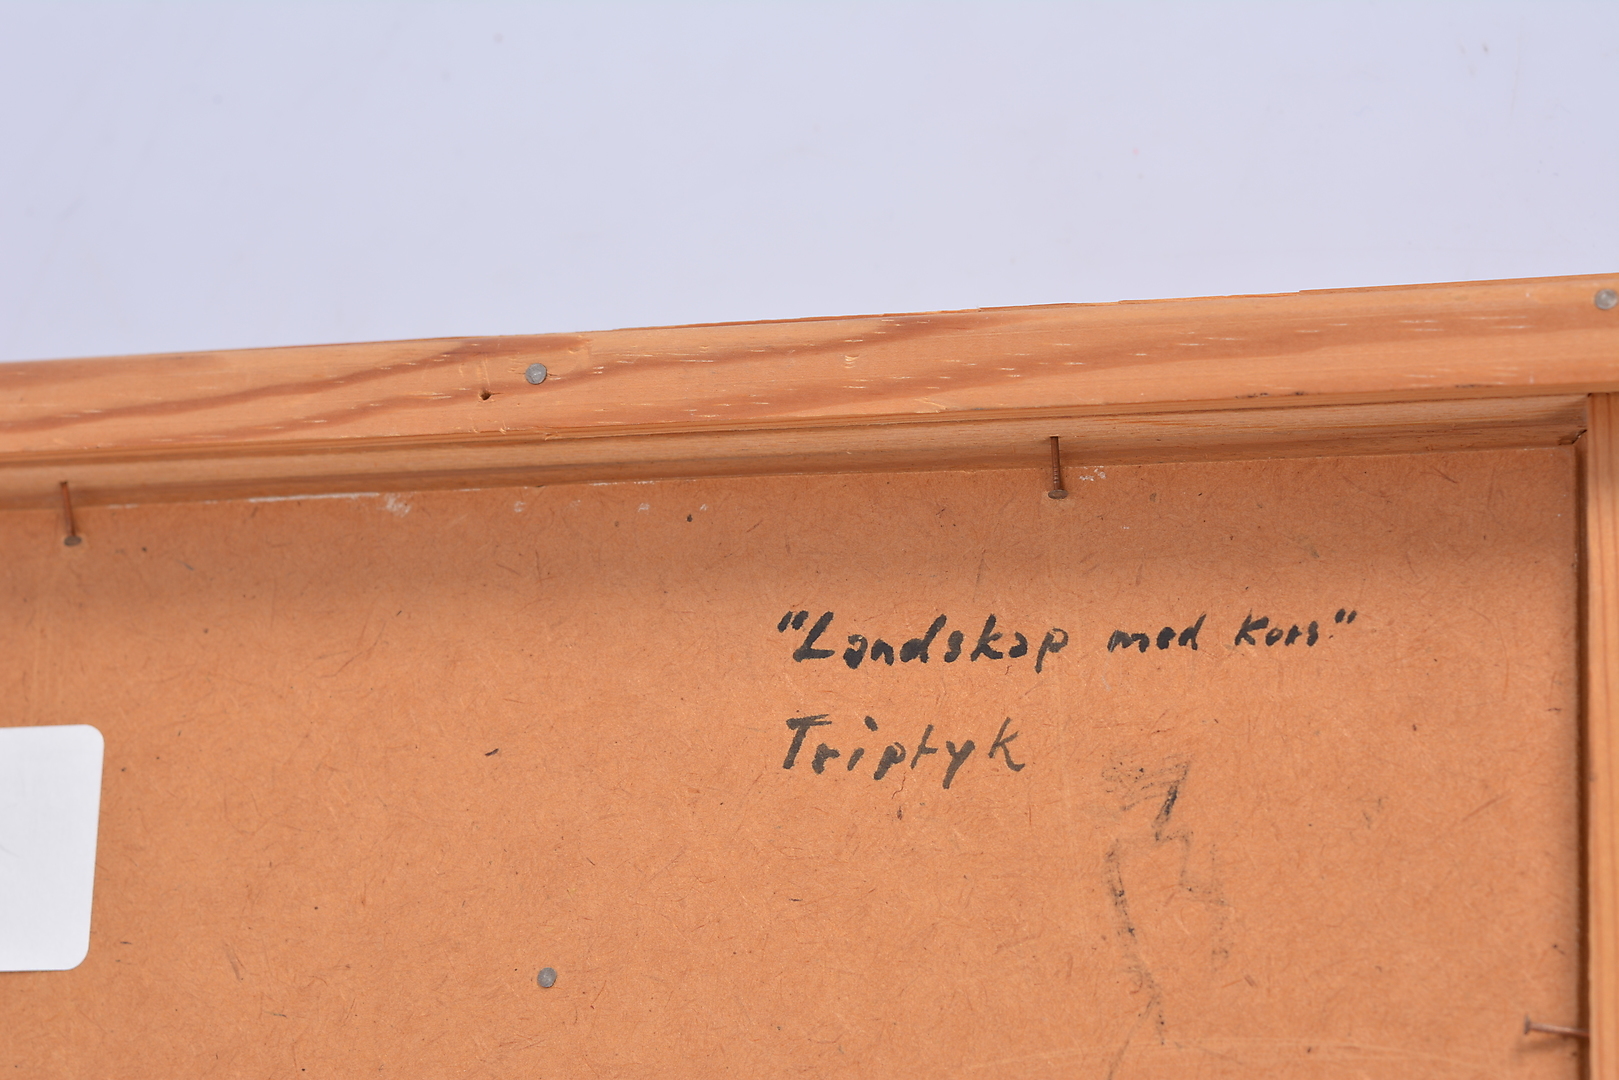 "Landskap med Kors"
Triptyk